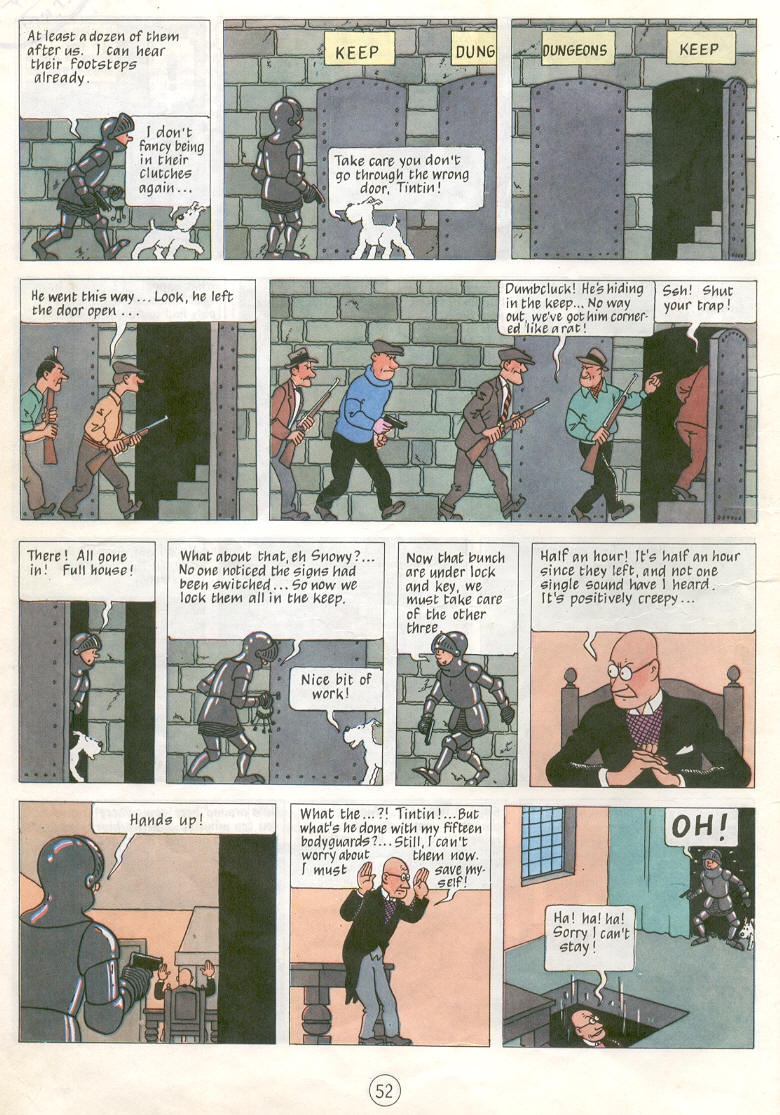 At least a dozen of them
after us. I can hear
their footsteps
already.
I don't
fancy being
in their
clutches
again...
KEEP
DUNG
Take care you don't
go through the wrong
door, Tintin!
DUNGEONS
KEEP
He went this way... Look, he left
the door open...
Dumbcluck! He's hiding
in the keep... No way
out, we've got him corner-
ed like a rat!
Ssh! Shut
your trap!
There! All gone
in! Full house!
What about that, eh Snowy?...
No one noticed the signs had
been switched... So now we
lock them all in the keep.
Nice bit of
work!
Now that bunch
are under lock
and key, we
must take care
of the other
three.
Half an hour! It's half an hour
since they left, and not one
single sound have I heard.
It's positively creepy...
Hands up!
What the...?! Tintin!...But
what's he done with my fifteen
bodyguards?... Still, I can't
worry about them now.
I must save my-
self!
OH!
Ha! ha! ha!
Sorry I can't
stay!
52